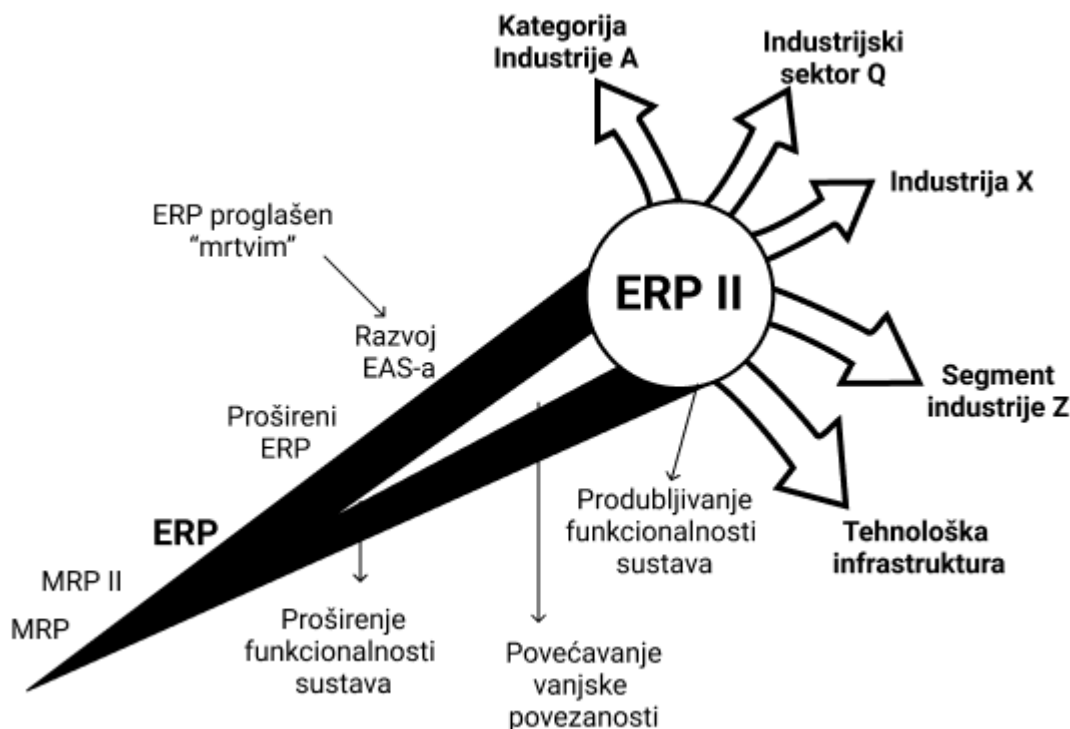 Kategorija
Industrije A
Industrijski
sektor Q
Industrija X
ERP proglašen
“mrtvim”
ERP II
Razvoj
EAS-a
Segment
industrije Z
Prošireni
ERP
Produbljivanje
funkcionalnosti
sustava
ERP
Tehnološka
infrastruktura
MRP II
MRP
Proširenje
funkcionalnosti
sustava
Povećavanje
vanjske
povezanosti